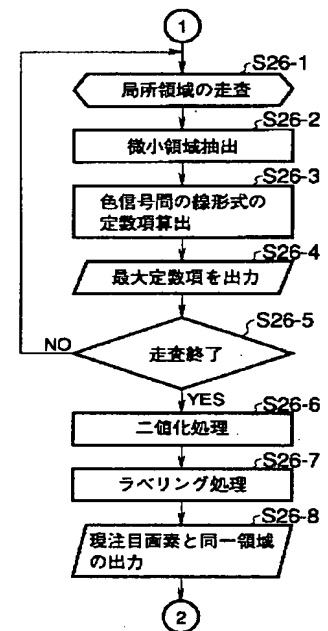 1
S26-1
局所領域の走査
S26-2
微小領域抽出
S26-3
色信号間の線形式の
定数項算出
S26-4
最大定数項を出力
S26-5
NO
走査終了
YES
S26-6
二値化処理
S26-7
ラベリング処理
S26-8
現注目画素と同一領域
の出力
2